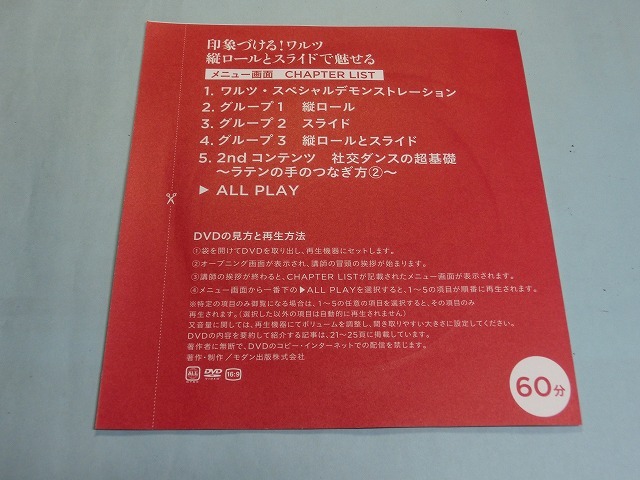 印象づける!ワルツ
縦ロールとスライドで魅せる
メニュー画面 CHAPTER LIST
1. ワルツ・スペシャルデモンストレーション
2. グループ1 縦ロール
3. グループ2 スライド
4. グループ3 縦ロールとスライド
5. 2nd コンテンツ 社交ダンスの超基礎
〜ラテンの手のつなぎ方②〜
▶ ALL PLAY
DVDの見方と再生方法
①袋を開けてDVDを取り出し、再生機器にセットします。
②オープニング画面が表示され、講師の冒頭の挨拶が始まります。
③講師の挨拶が終わると、CHAPTER LISTが記載されたメニュー画面が表示されます。
④メニュー画面から一番下の▶ALL PLAYを選択すると、1〜5の項目が順番に再生されます。
※特定の項目のみ御覧になる場合は、1〜5の任意の項目を選択すると、その項目のみ
再生されます。(選択した以外の項目は自動的に再生されません)
又音量に関しては、再生機器にてボリュームを調整し、聞き取りやすい大きさに設定してください。
DVDの内容を要約して紹介する記事は、21〜25頁に掲載しています。
著作者に無断で、DVDのコピー・インターネットでの配信を禁じます。
著作・制作/モダン出版株式会社
ALL DVD VIDEO 16:9
60分